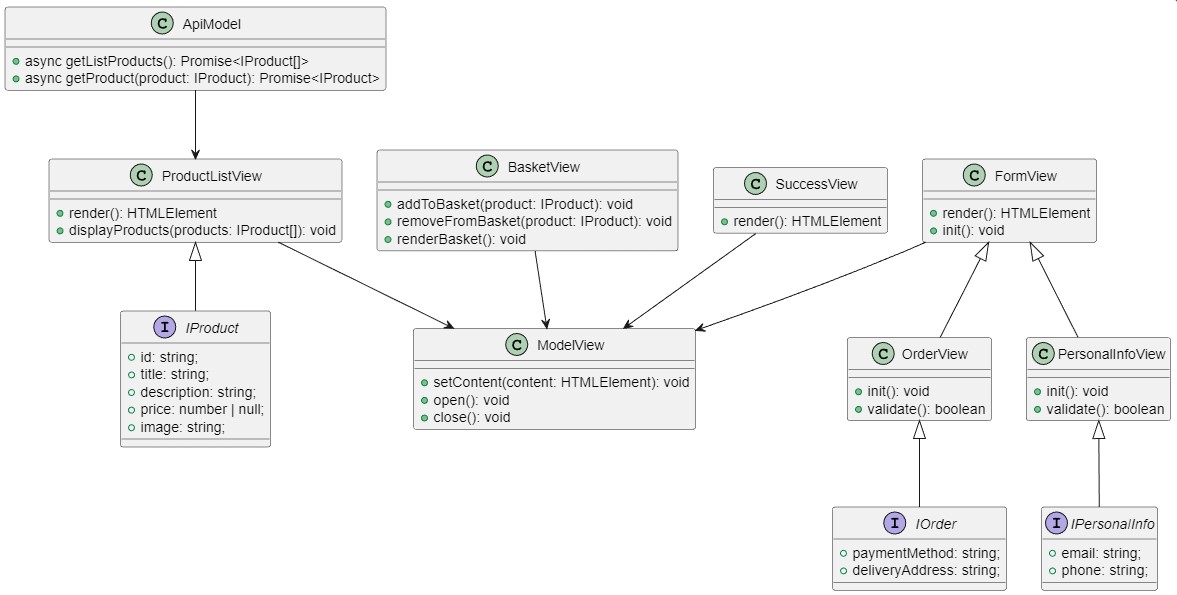 C ApiModel
async getListProducts(): Promise<IProduct[]>
async getProduct(product: IProduct): Promise<IProduct>
C ProductListView
render(): HTMLElement
displayProducts(products: IProduct[]): void
C BasketView
addToBasket(product: IProduct): void
removeFromBasket(product: IProduct): void
renderBasket(): void
C SuccessView
render(): HTMLElement
C FormView
render(): HTMLElement
init(): void
I IProduct
id: string;
title: string;
description: string;
price: number | null;
image: string;
C ModelView
setContent(content: HTMLElement): void
open(): void
close(): void
C OrderView
init(): void
validate(): boolean
C PersonalInfoView
init(): void
validate(): boolean
I IOrder
paymentMethod: string;
deliveryAddress: string;
I IPersonalInfo
email: string;
phone: string;